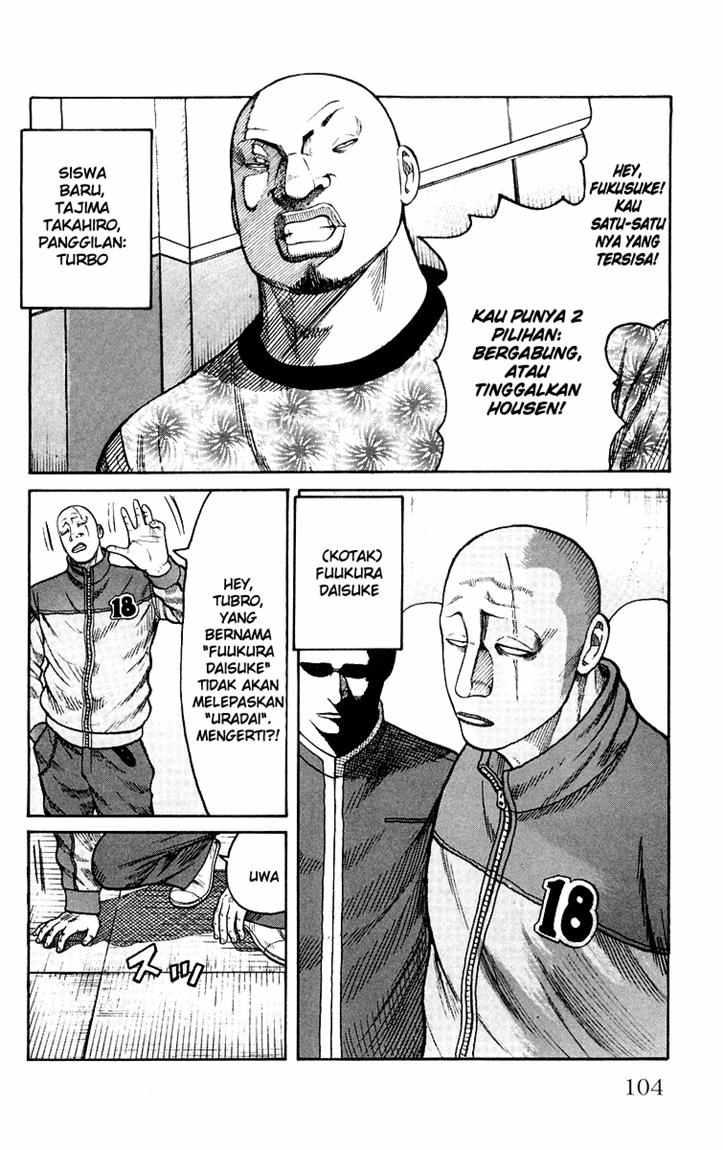 SISWA
BARU,
TAJIMA
TAKAHIRO,
PANGGILAN:
TURBO
HEY,
FUKUSUKE!
KAU
SATU-SATU
NYA YANG
TERSISA!
KAU PUNYA 2
PILIHAN:
BERGABUNG,
ATAU
TINGGALKAN
HOUSEN!
18
HEY,
TUBRO,
YANG
BERNAMA
"FUUKURA
DAISUKE"
TIDAK AKAN
MELEPASKAN
"URADAI".
MENGERTI?!
(KOTAK)
FUUKURA
DAISUKE
18
UWA
スッ
104